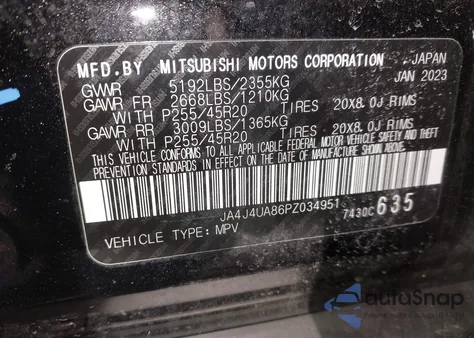 MFD.BY MITSUBISHI MOTORS CORPORATION JAPAN
GVWR 5192LBS/2355KG JAN 2023
GAWR FR 2668LBS/1210KG
WITH P255/45R20 TIRES 20X8.0J RIMS
GAWR RR 3009LBS/1365KG
WITH P255/45R20 TIRES 20X8.0J RIMS
THIS VEHICLE CONFORMS TO ALL APPLICABLE U.S. FEDERAL MOTOR VEHICLE SAFETY AND THEFT
PREVENTION STANDARDS IN EFFECT ON THE DATE OF MANUFACTURE SHOWN ABOVE.
JA4J4UA86PZ034951
7430C 635
VEHICLE TYPE: MPV
autoSnap